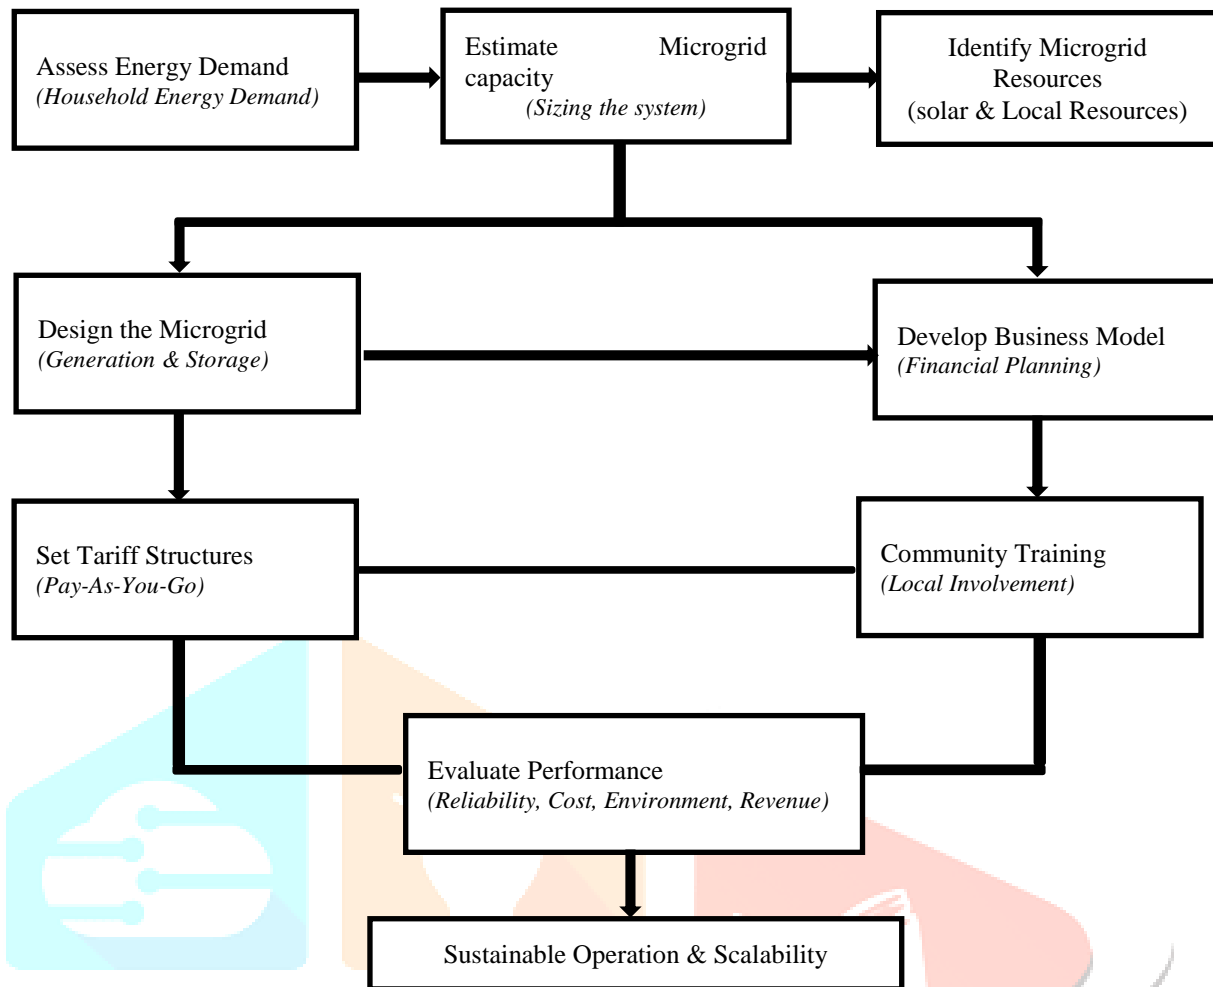 Assess Energy Demand
(Household Energy Demand)
Estimate Microgrid
capacity
(Sizing the system)
Identify Microgrid
Resources
(solar & Local Resources)
Design the Microgrid
(Generation & Storage)
Develop Business Model
(Financial Planning)
Set Tariff Structures
(Pay-As-You-Go)
Community Training
(Local Involvement)
Evaluate Performance
(Reliability, Cost, Environment, Revenue)
Sustainable Operation & Scalability